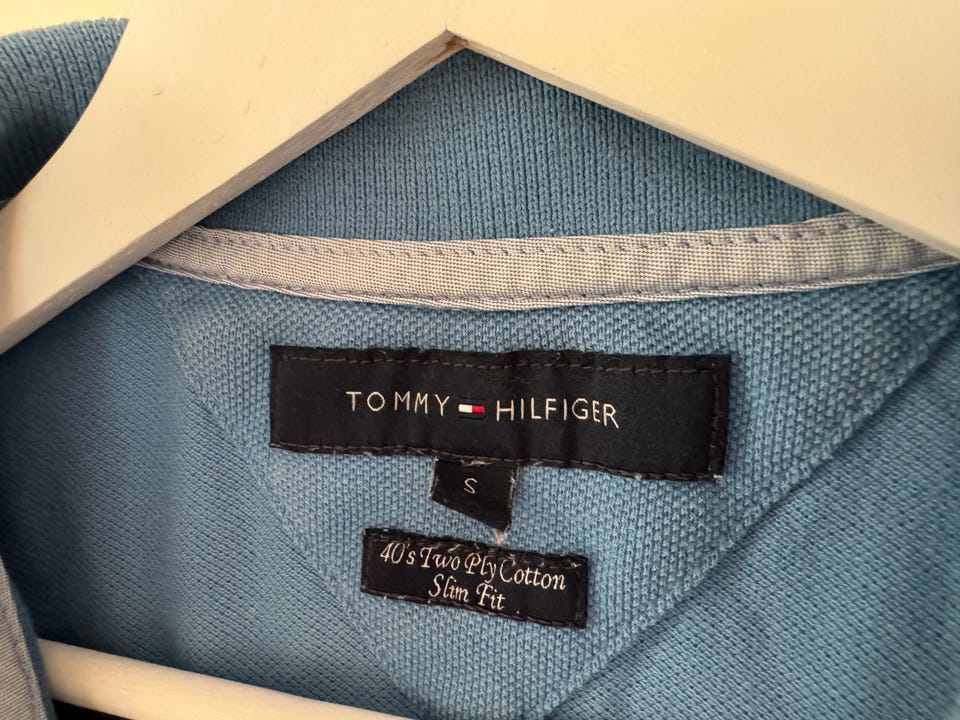 TOMMY HILFIGER
S
40's Two Ply Cotton
Slim Fit